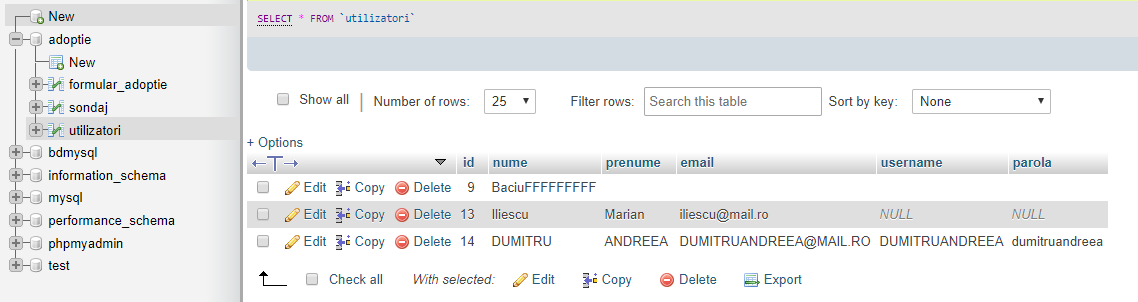 New
adoptie
New
formular_adoptie
sondaj
utilizatori
bdmysql
information_schema
mysql
performance_schema
phpmyadmin
test
SELECT * FROM `utilizatori`
Show all | Number of rows: 25 Filter rows: Search this table Sort by key: None
+ Options
←T→ id nume prenume email username parola
Edit Copy Delete 9 BaciuFFFFFFFFF
Edit Copy Delete 13 Iliescu Marian iliescu@mail.ro NULL NULL
Edit Copy Delete 14 DUMITRU ANDREEA DUMITRUANDREEA@MAIL.RO DUMITRUANDREEA dumitruandreea
Check all With selected: Edit Copy Delete Export